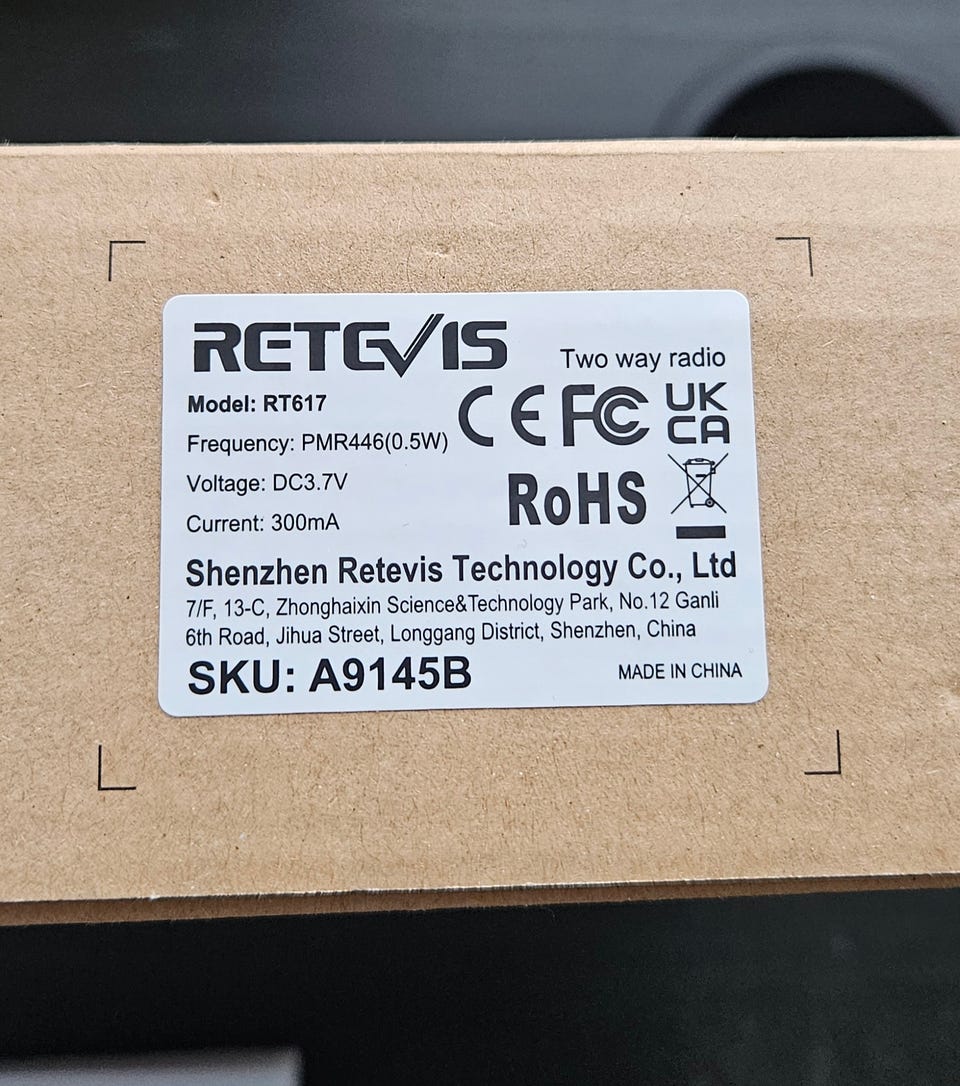 RETEVIS
Two way radio
Model: RT617
CE FC UK CA
Frequency: PMR446(0.5W)
Voltage: DC3.7V
RoHS
Current: 300mA
Shenzhen Retevis Technology Co., Ltd
7/F, 13-C, Zhonghaixin Science&Technology Park, No.12 Ganli
6th Road, Jihua Street, Longgang District, Shenzhen, China
SKU: A9145B
MADE IN CHINA